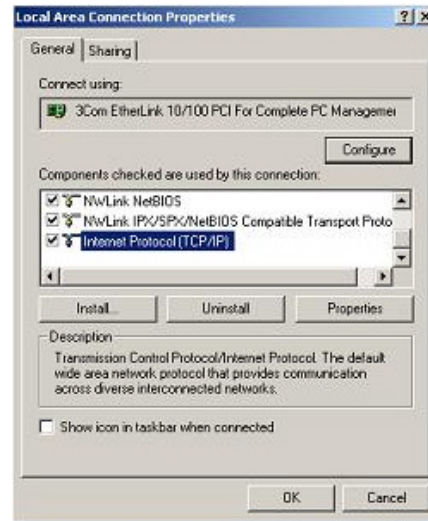 Local Area Connection Properties
General Sharing
Connect using:
3Com EtherLink 10/100 PCI For Complete PC Managemer
Configure
Components checked are used by this connection:
NWLink NetBIOS
NWLink IPX/SPX/NetBIOS Compatible Transport Proto
Internet Protocol (TCP/IP)
Install... Uninstall Properties
Description
Transmission Control Protocol/Internet Protocol. The default
wide area network protocol that provides communication
across diverse interconnected networks.
Show icon in taskbar when connected
OK Cancel